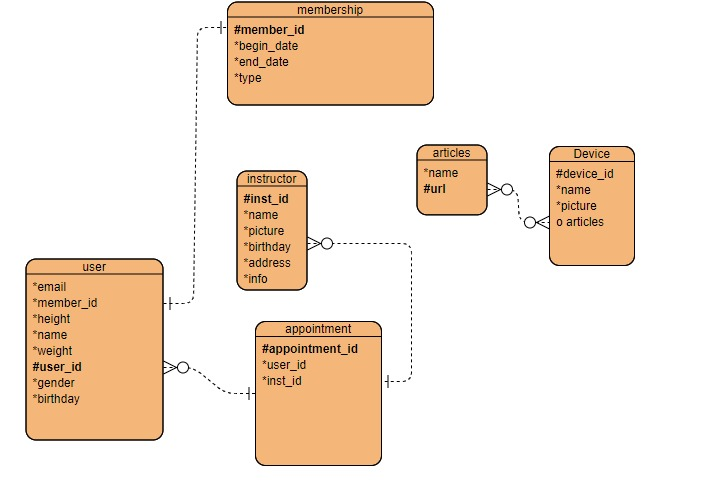 membership
#member_id
*begin_date
*end_date
*type
articles
*name
#url
Device
#device_id
*name
*picture
o articles
instructor
#inst_id
*name
*picture
*birthday
*address
*info
user
*email
*member_id
*height
*name
*weight
#user_id
*gender
*birthday
appointment
#appointment_id
*user_id
*inst_id